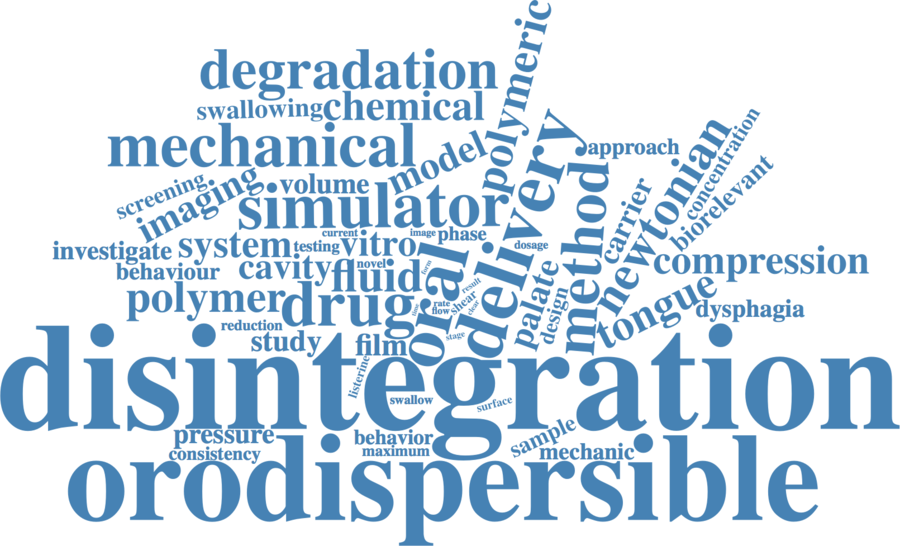 polymeric
degradation
swallowing chemical
mechanical
model
delivery
approach
newtonian
concentration
screening
imaging
volume
method
carrier
biorelevant
simulator
current
image
phase
investigate system testing vitro
dosage
behaviour cavity novel fluid
form
oral
compression
polymer drug
result
shear
clear
rate
flow
time
stage
palate
design
tongue
dysphagia
reduction
study
film
disintegration
listerine
swallow
surface
pressure
consistency
behavior
maximum
sample
mechanic
orodispersible